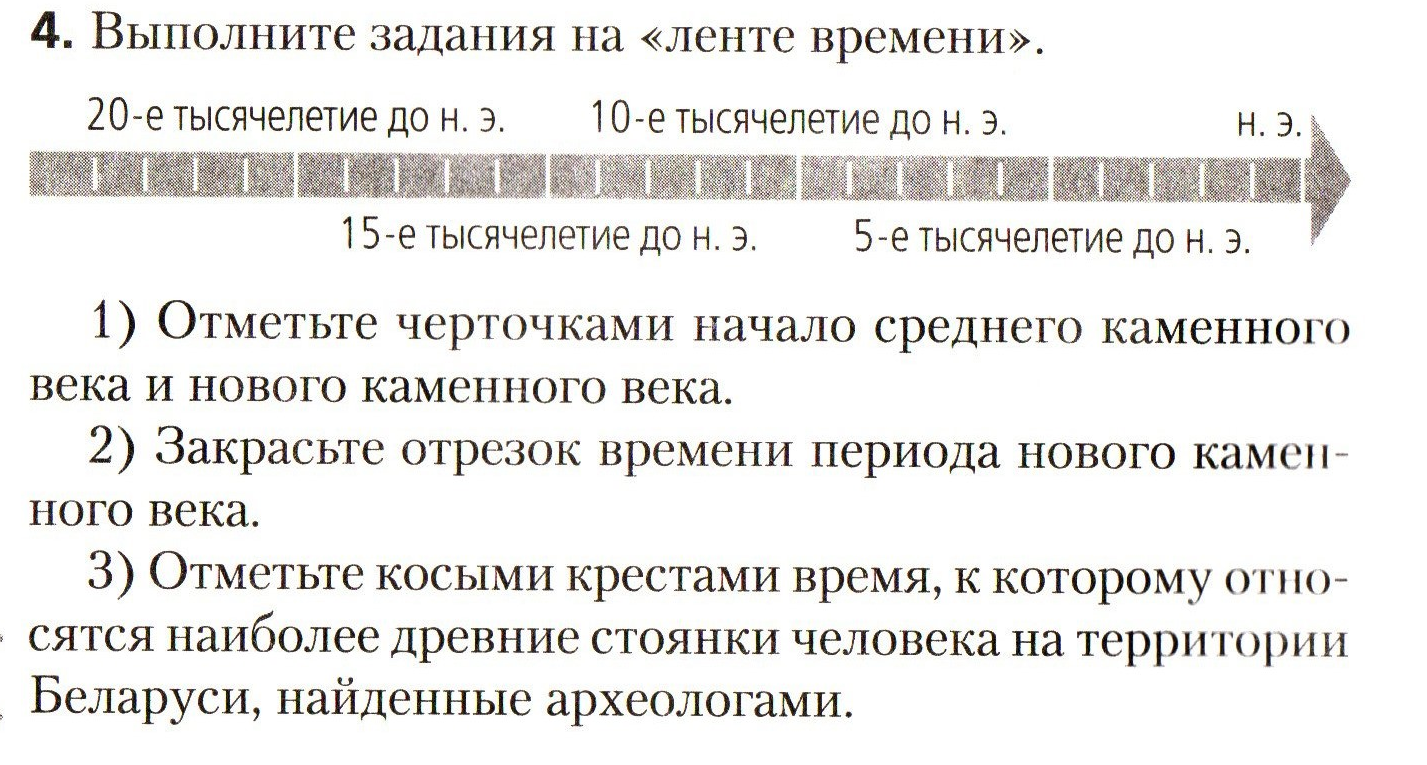 4. Выполните задания на «ленте времени».
20-е тысячелетие до н. э. 10-е тысячелетие до н. э. н. э.
15-е тысячелетие до н. э. 5-е тысячелетие до н. э.
1) Отметьте черточками начало среднего каменного
века и нового каменного века.
2) Закрасьте отрезок времени периода нового камен-
ного века.
3) Отметьте косыми крестами время, к которому отно-
сятся наиболее древние стоянки человека на территории
Беларуси, найденные археологами.